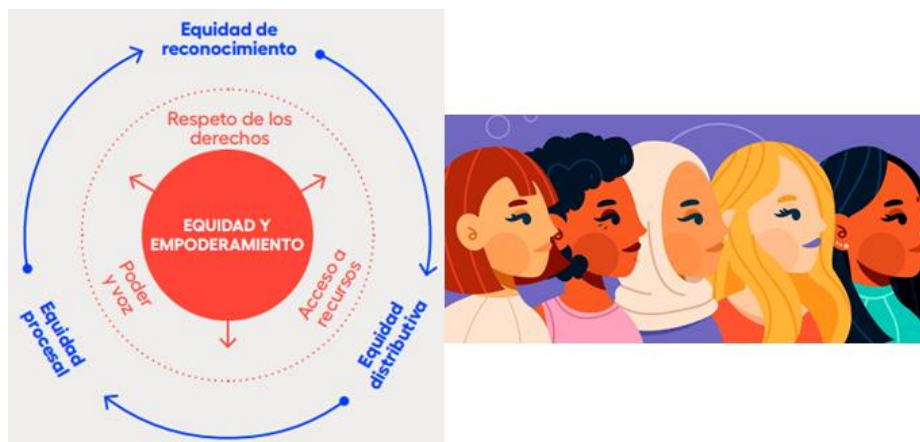 Equidad de
reconocimiento
Respeto de los
derechos
EQUIDAD Y
EMPODERAMIENTO
Poder
y voz
Acceso a
recursos
Equidad
procesal
Equidad
distributiva